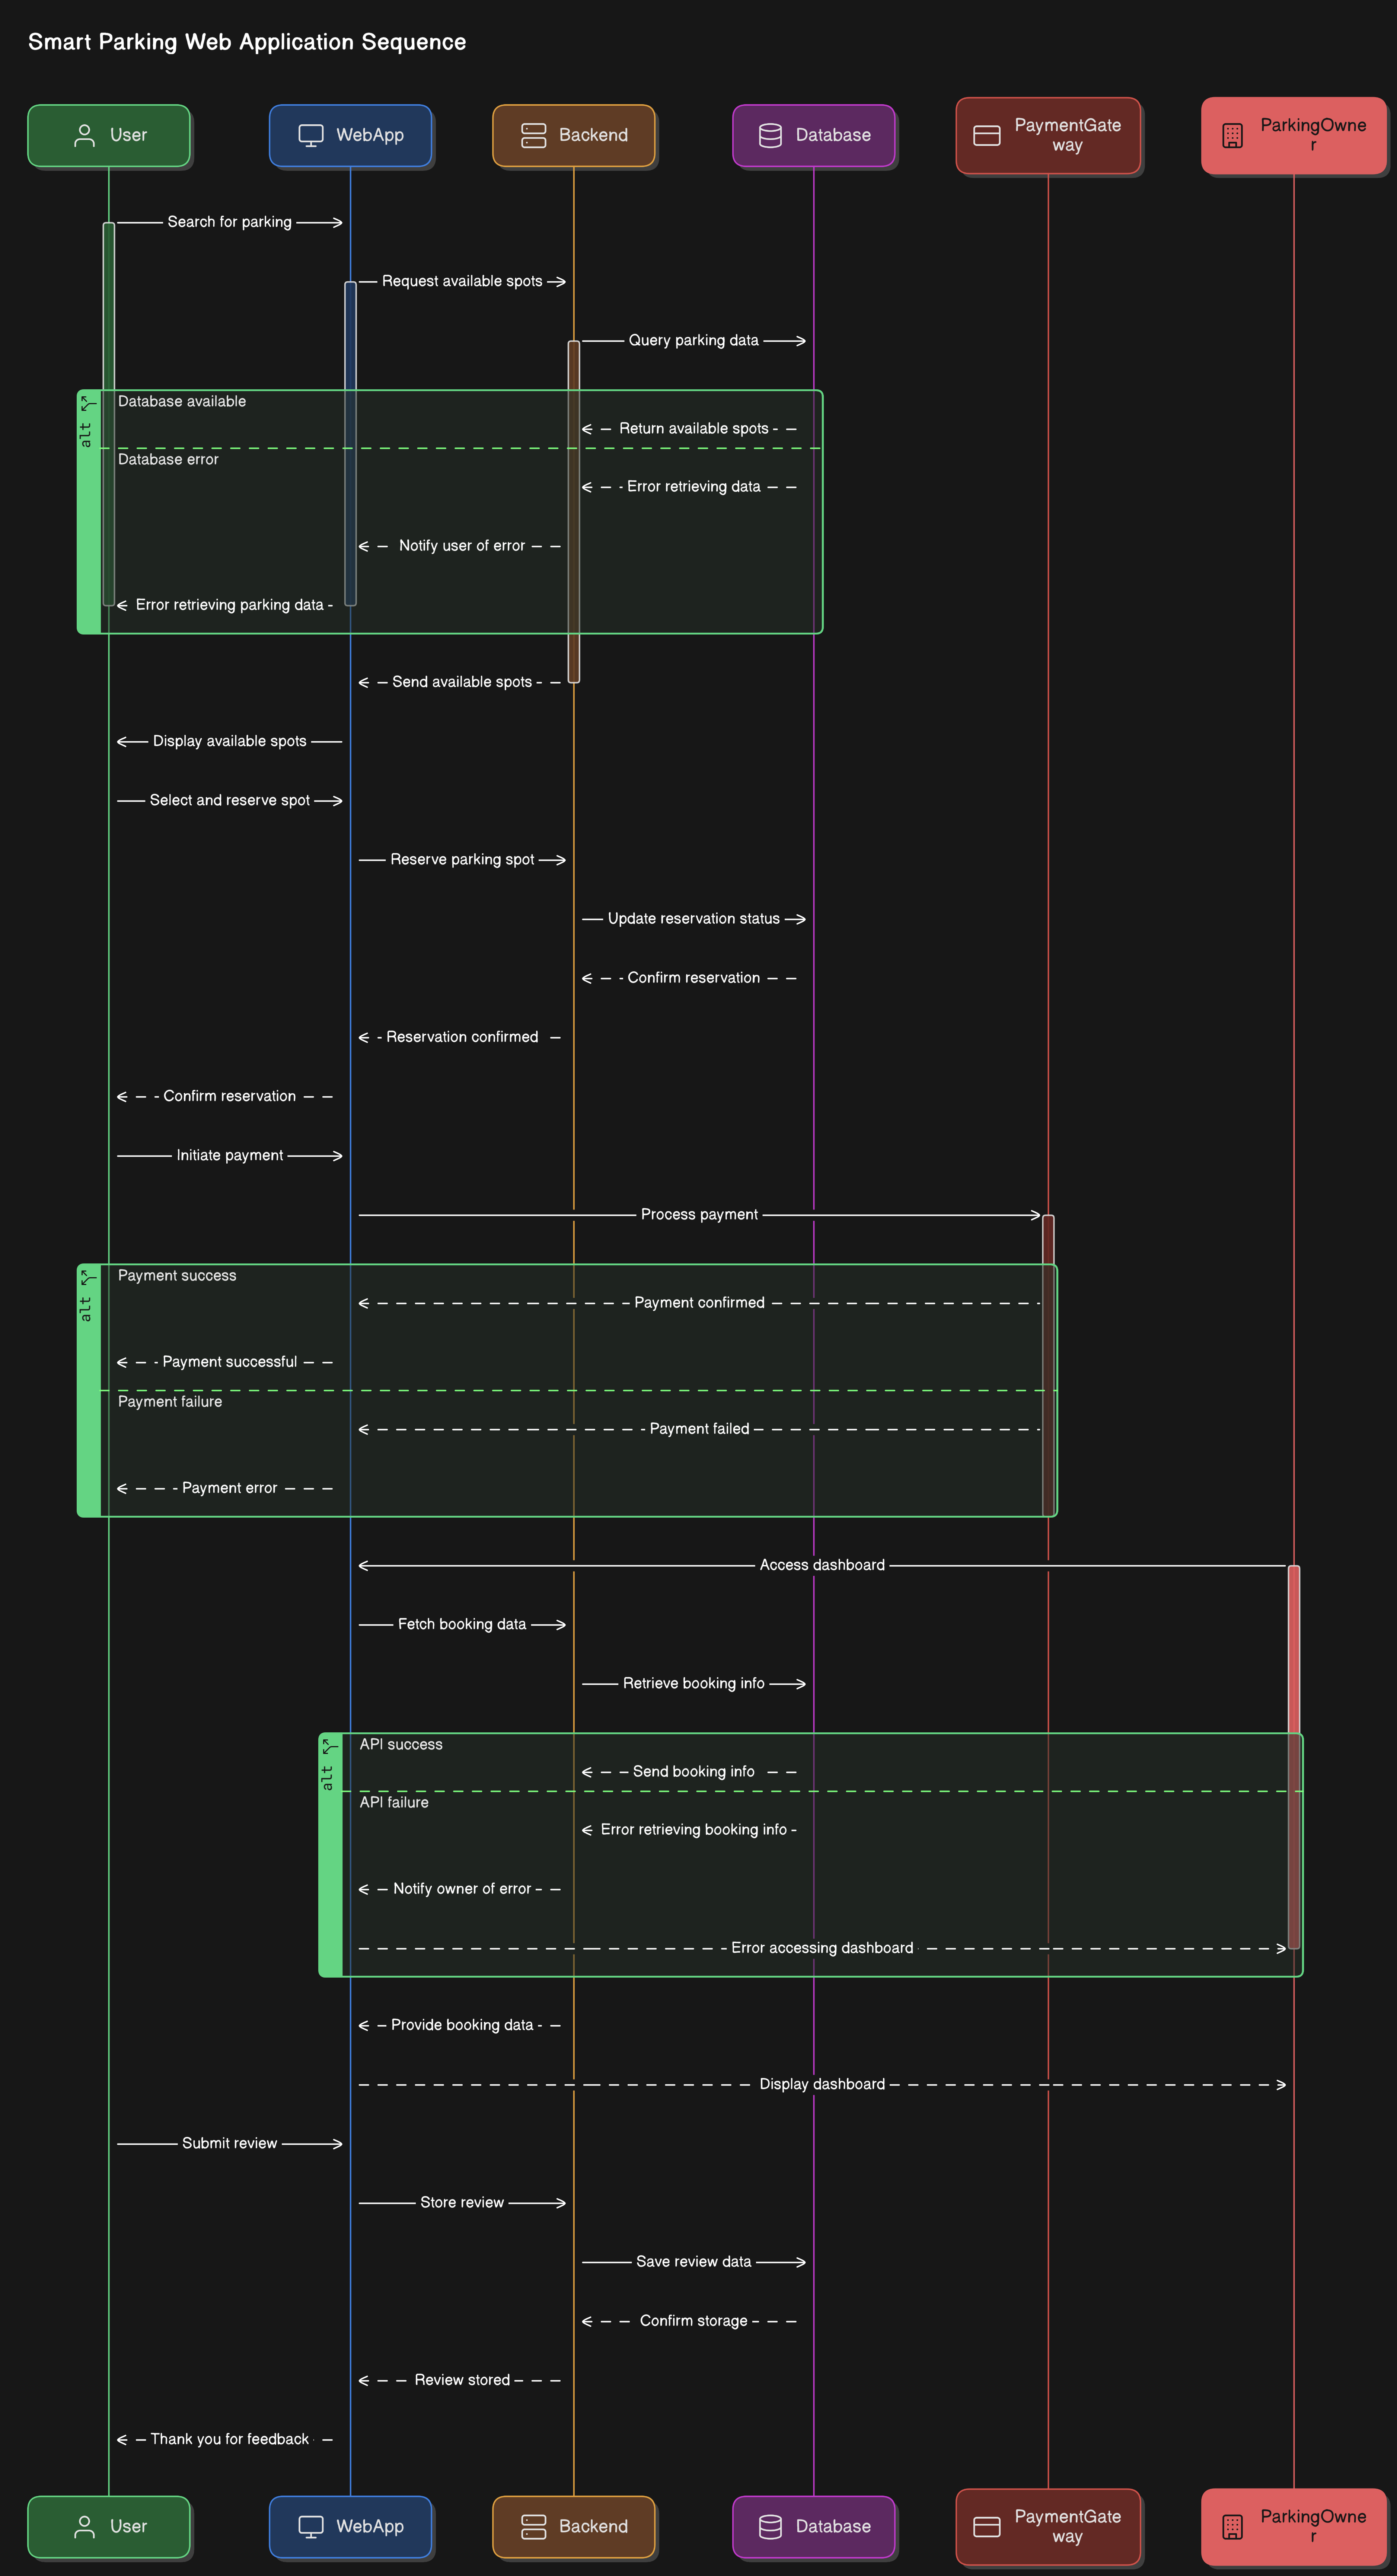 Smart Parking Web Application Sequence
User
WebApp
Backend
Database
PaymentGate
way
ParkingOwne
r
Search for parking
Request available spots
Query parking data
alt
Database available
Return available spots
Database error
Error retrieving data
Notify user of error
Error retrieving parking data
Send available spots
Display available spots
Select and reserve spot
Reserve parking spot
Update reservation status
Confirm reservation
Reservation confirmed
Confirm reservation
Initiate payment
Process payment
alt
Payment success
Payment confirmed
Payment successful
Payment failure
Payment failed
Payment error
Access dashboard
Fetch booking data
Retrieve booking info
alt
API success
Send booking info
API failure
Error retrieving booking info
Notify owner of error
Error accessing dashboard
Provide booking data
Display dashboard
Submit review
Store review
Save review data
Confirm storage
Review stored
Thank you for feedback
User
WebApp
Backend
Database
PaymentGate
way
ParkingOwne
r